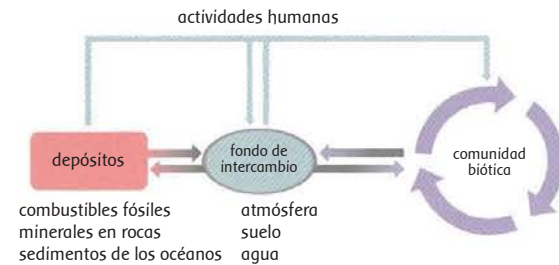 actividades humanas
depósitos
fondo de
intercambio
comunidad
biótica
combustibles fósiles
minerales en rocas
sedimentos de los océanos
atmósfera
suelo
agua